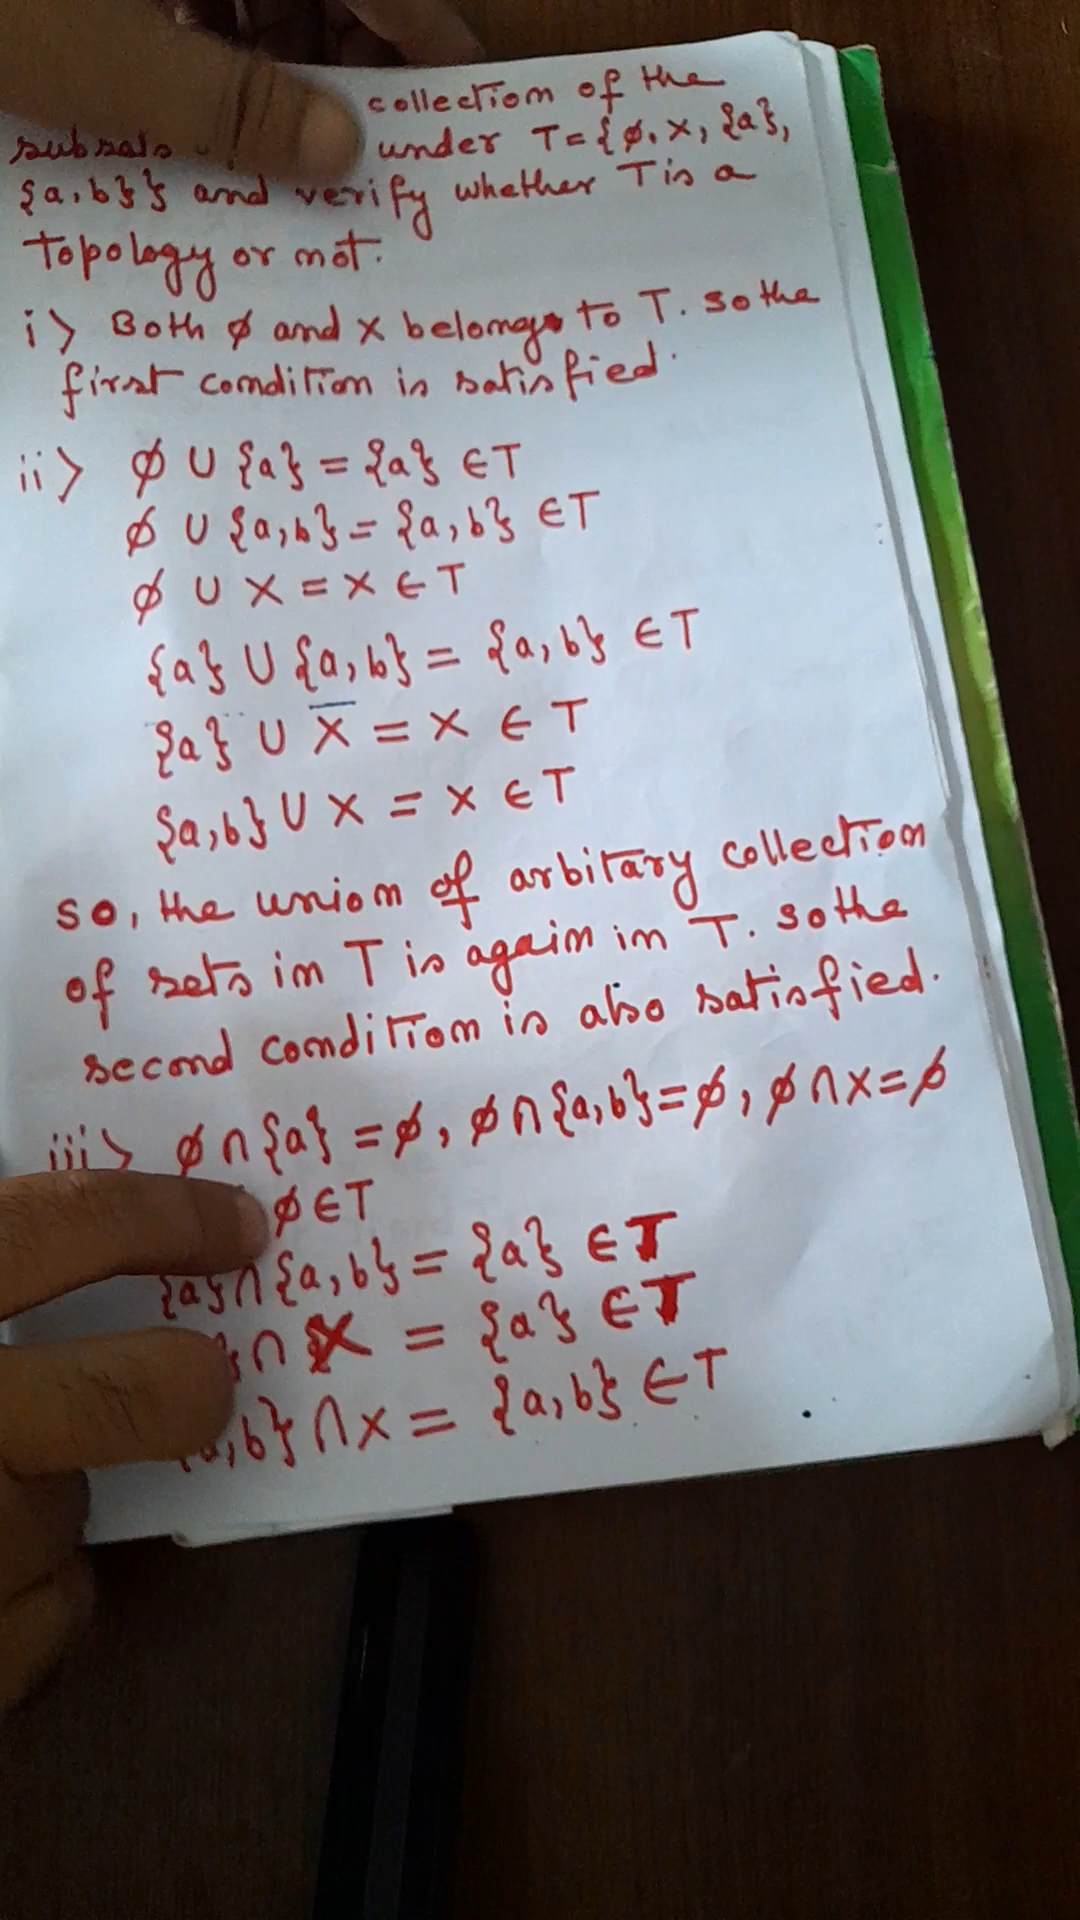 collection of the
subsets under T={φ, x, {a},
{a,b}} and verify whether T is a
topology or not.
i> Both φ and x belongs to T. so the
first condition is satisfied.
ii> φ ∪ {a} = {a} ∈ T
φ ∪ {a,b} = {a,b} ∈ T
φ ∪ X = X ∈ T
{a} ∪ {a,b} = {a,b} ∈ T
{a} ∪ X = X ∈ T
{a,b} ∪ X = X ∈ T
so, the union of arbitary collection
of sets in T is again in T. so the
second condition is also satisfied.
iii> φ ∩ {a} = φ, φ ∩ {a,b} = φ, φ ∩ X = φ
φ ∈ T
{a} ∩ {a,b} = {a} ∈ T
} ∩ X = {a} ∈ T
,b} ∩ X = {a,b} ∈ T